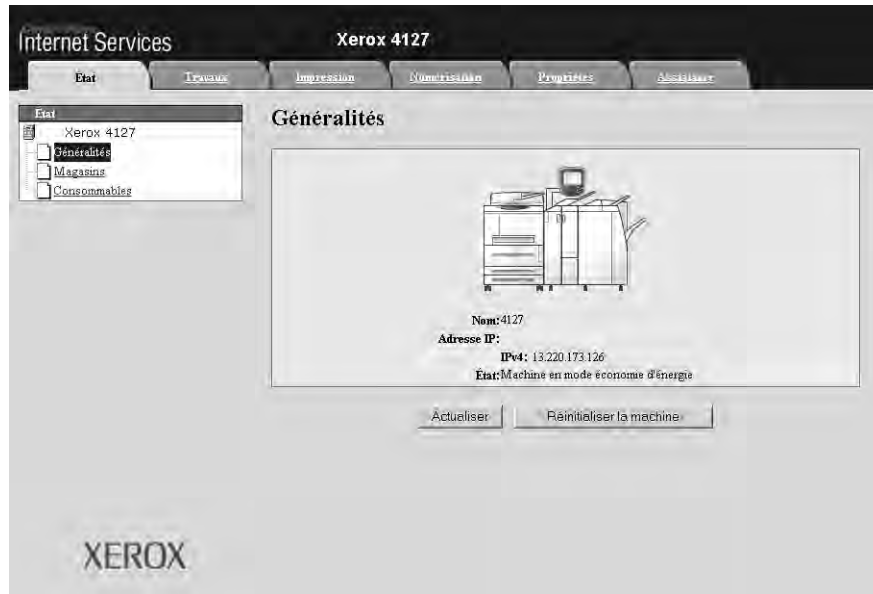 Internet Services
Xerox 4127
État
Travaux
Impression
Numérisation
Propriétés
Assistance
État
Xerox 4127
Généralités
Magasins
Consommables
Généralités
Nom:4127
Adresse IP:
IPv4: 13.220.173.126
État:Machine en mode économie d'énergie
Actualiser
Réinitialiser la machine
XEROX